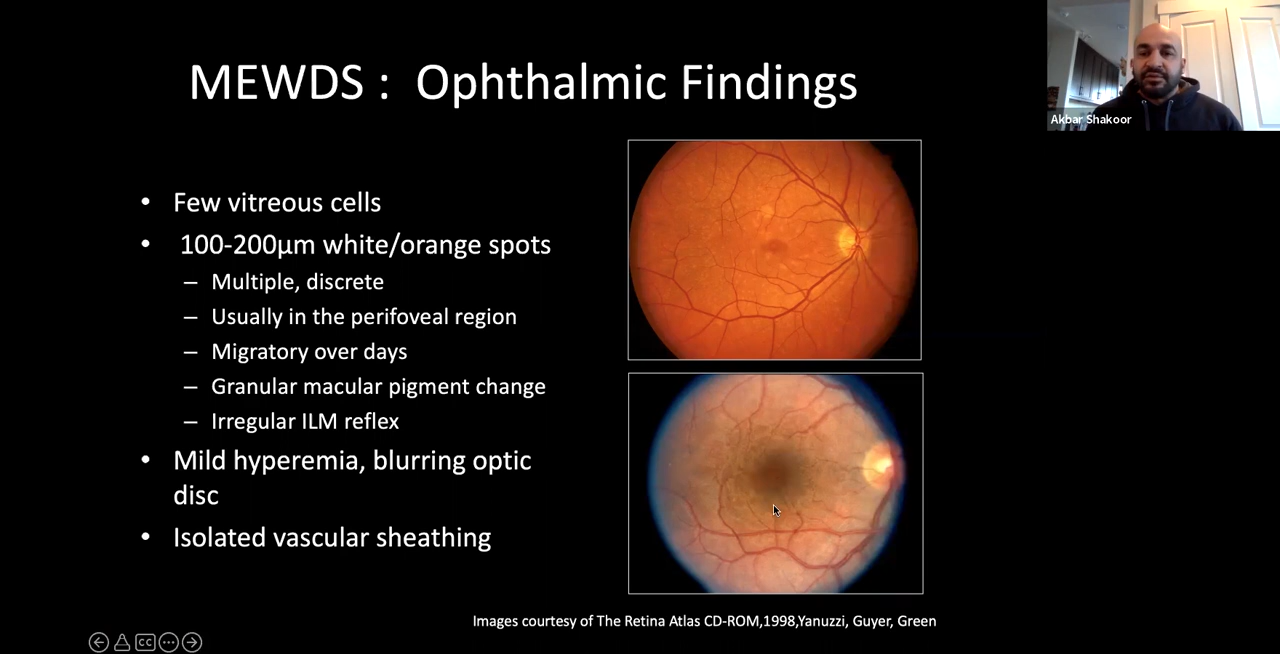 MEWDS : Ophthalmic Findings
Akbar Shakoor
• Few vitreous cells
• 100-200µm white/orange spots
– Multiple, discrete
– Usually in the perifoveal region
– Migratory over days
– Granular macular pigment change
– Irregular ILM reflex
• Mild hyperemia, blurring optic
disc
• Isolated vascular sheathing
Images courtesy of The Retina Atlas CD-ROM,1998,Yanuzzi, Guyer, Green
CC